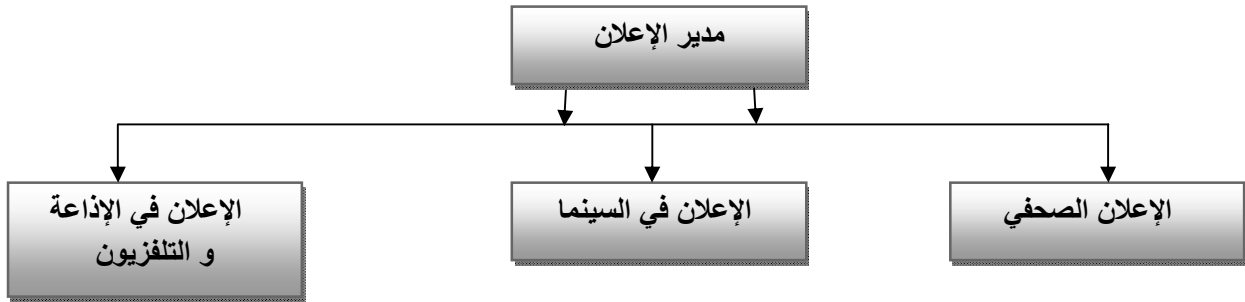 مدير الإعلان
الإعلان الصحفي
الإعلان في السينما
الإعلان في الإذاعة
و التلفزيون